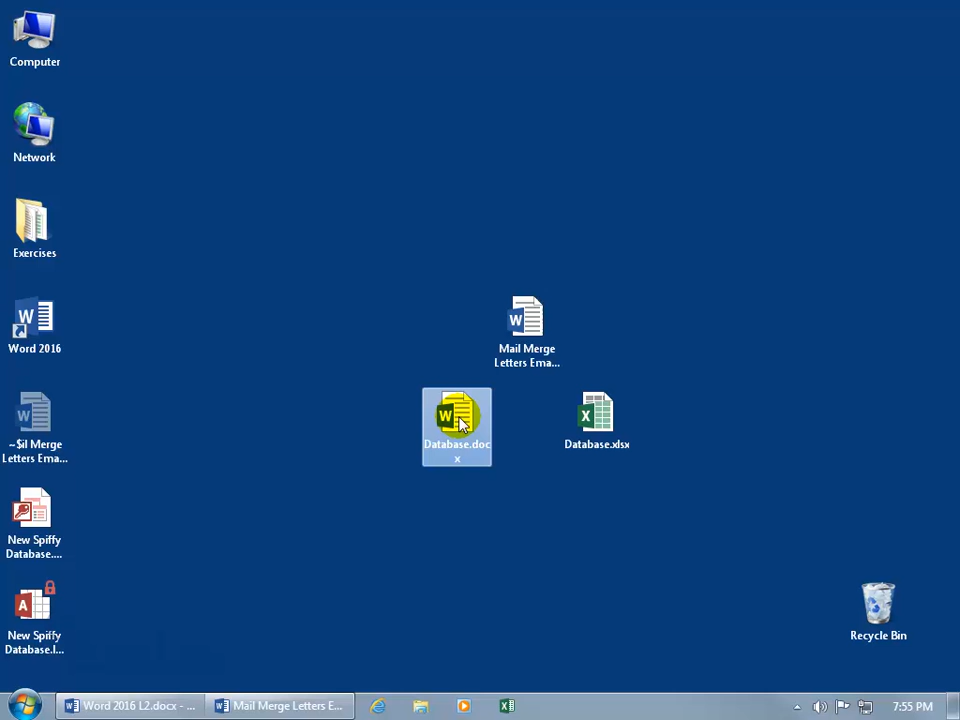 Computer
Network
Exercises
Word 2016
~$il Merge
Letters Ema...
New Spiffy
Database....
New Spiffy
Database.l...
Mail Merge
Letters Ema...
Database.doc
x
Database.xlsx
Recycle Bin
Word 2016 L2.docx - ...
Mail Merge Letters E...
7:55 PM